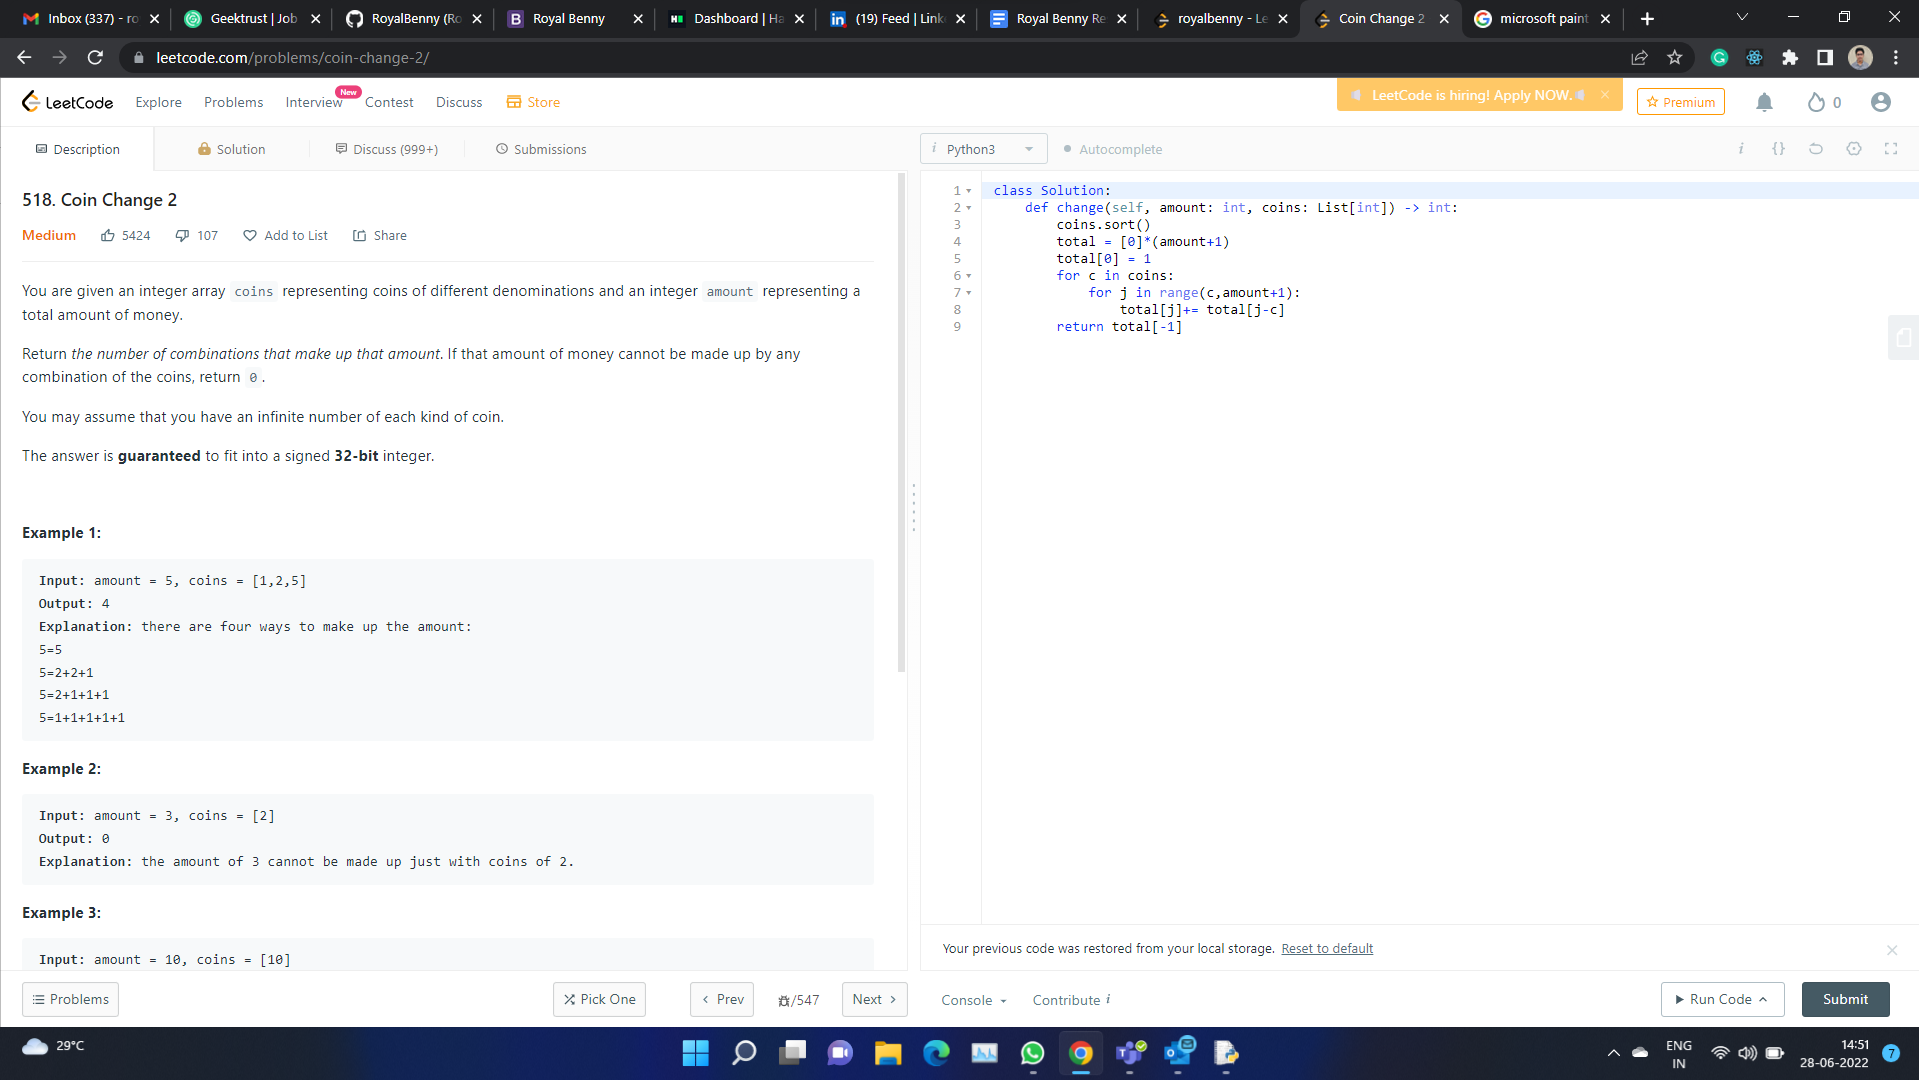 Inbox (337) - ro
Geektrust | Job
RoyalBenny (Ro
Royal Benny
Dashboard | Ha
(19) Feed | Link
Royal Benny Re
royalbenny - Le
Coin Change 2
microsoft paint
leetcode.com/problems/coin-change-2/
LeetCode
Explore
Problems
Interview
New
Contest
Discuss
Store
LeetCode is hiring! Apply NOW.
Premium
0
Description
Solution
Discuss (999+)
Submissions
i Python3
Autocomplete
i {}
518. Coin Change 2
Medium
5424
107
Add to List
Share
You are given an integer array coins representing coins of different denominations and an integer amount representing a
total amount of money.
Return the number of combinations that make up that amount. If that amount of money cannot be made up by any
combination of the coins, return 0.
You may assume that you have an infinite number of each kind of coin.
The answer is guaranteed to fit into a signed 32-bit integer.
Example 1:
Input: amount = 5, coins = [1,2,5]
Output: 4
Explanation: there are four ways to make up the amount:
5=5
5=2+2+1
5=2+1+1+1
5=1+1+1+1+1
Example 2:
Input: amount = 3, coins = [2]
Output: 0
Explanation: the amount of 3 cannot be made up just with coins of 2.
Example 3:
Input: amount = 10, coins = [10]
1 class Solution:
2 def change(self, amount: int, coins: List[int]) -> int:
3 coins.sort()
4 total = [0]*(amount+1)
5 total[0] = 1
6 for c in coins:
7 for j in range(c,amount+1):
8 total[j]+= total[j-c]
9 return total[-1]
Your previous code was restored from your local storage. Reset to default
Problems
Pick One
Prev
/547
Next
Console
Contribute i
Run Code
Submit
29°C
ENG
IN
14:51
28-06-2022
7